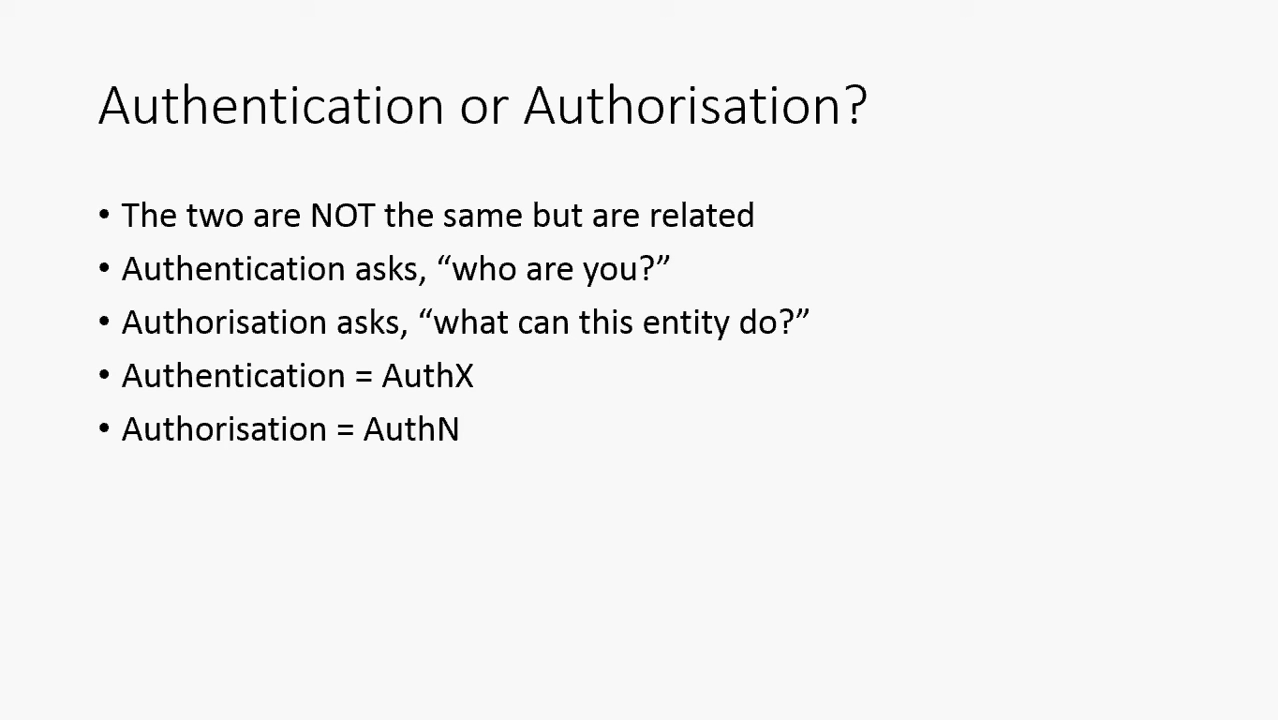 Authentication or Authorisation?
• The two are NOT the same but are related
• Authentication asks, “who are you?”
• Authorisation asks, “what can this entity do?”
• Authentication = AuthX
• Authorisation = AuthN